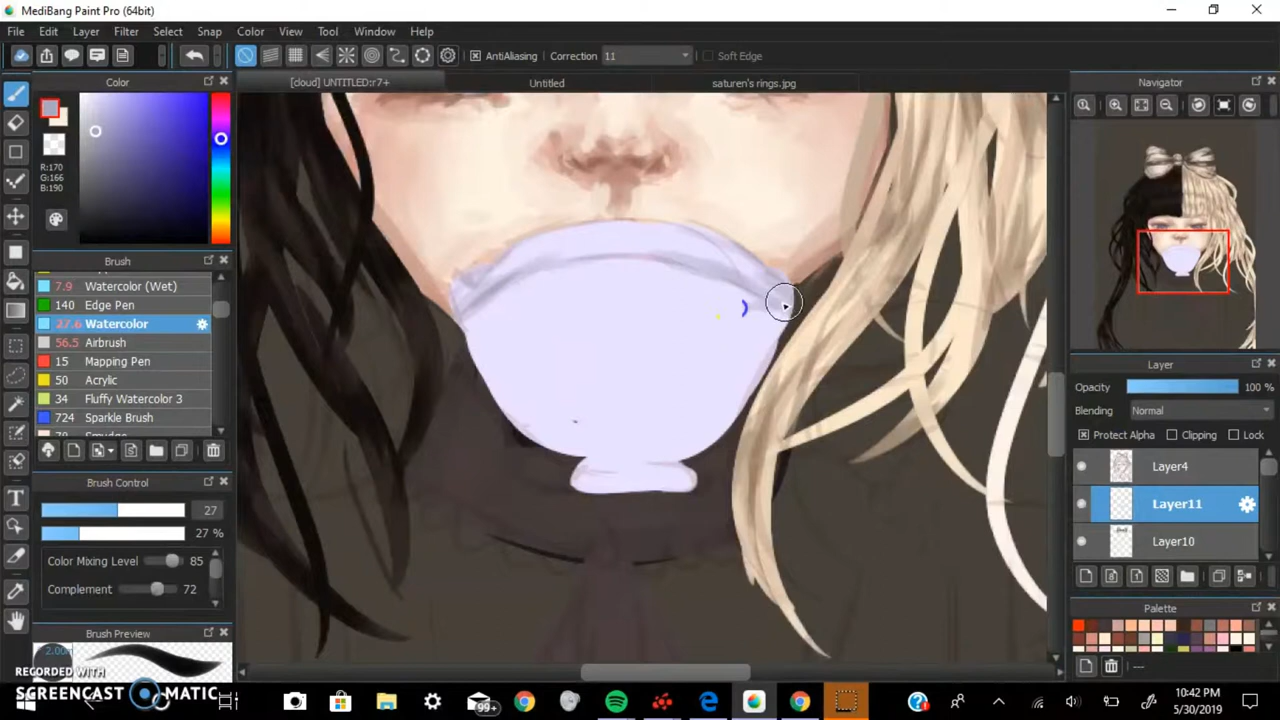 MediBang Paint Pro (64bit)
File Edit Layer Filter Select Snap Color View Tool Window Help
AntiAliasing Correction 11 Soft Edge
[cloud] UNTITLED:r7+ Untitled saturen's rings.jpg
Color
R:170
G:166
B:190
Brush
7.9 Watercolor (Wet)
140 Edge Pen
27.6 Watercolor
56.5 Airbrush
15 Mapping Pen
50 Acrylic
34 Fluffy Watercolor 3
724 Sparkle Brush
Smudge
Brush Control
27
27 %
Color Mixing Level 85
Complement 72
Brush Preview
RECORDED WITH
SCREENCAST MATIC
Navigator
Layer
Opacity 100 %
Blending Normal
Protect Alpha Clipping Lock
Layer4
Layer11
Layer10
Palette
---
99+
10:42 PM
5/30/2019